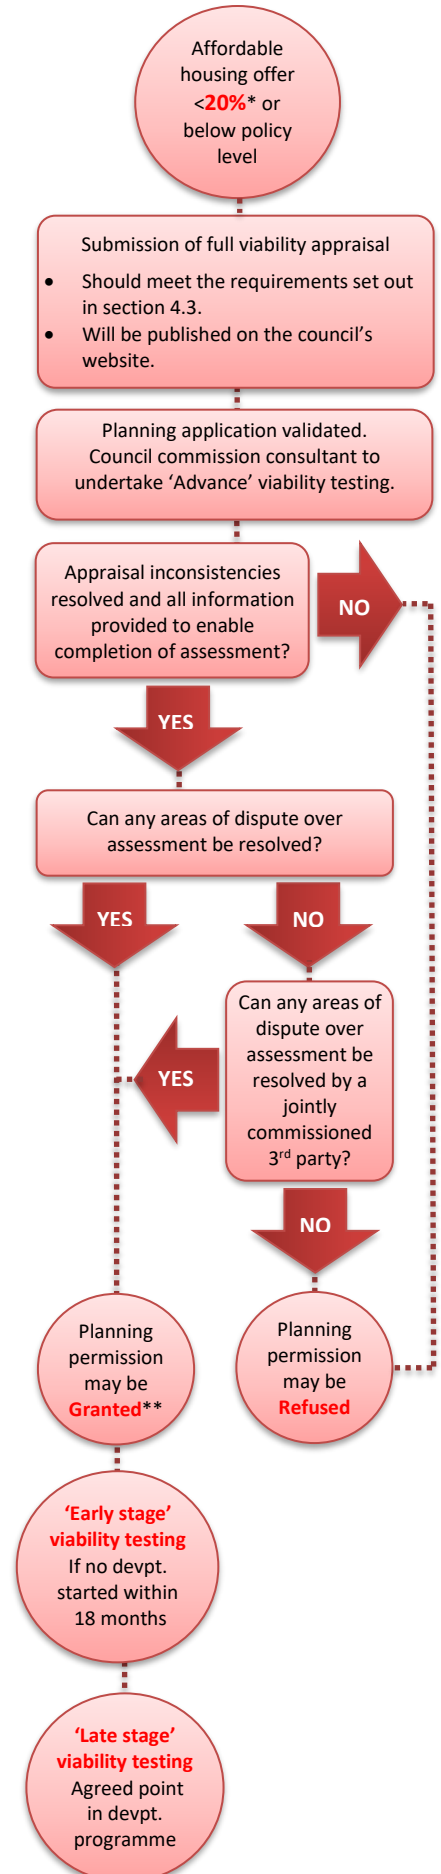 Affordable
housing offer
<20%* or
below policy
level
Submission of full viability appraisal
• Should meet the requirements set out
in section 4.3.
• Will be published on the council’s
website.
Planning application validated.
Council commission consultant to
undertake ‘Advance’ viability testing.
Appraisal inconsistencies
resolved and all information
provided to enable
completion of assessment?
NO
YES
Can any areas of dispute over
assessment be resolved?
YES
NO
Can any areas of
dispute over
assessment be
resolved by a
jointly
commissioned
3rd party?
YES
NO
Planning
permission
may be
Granted**
Planning
permission
may be
Refused
‘Early stage’
viability testing
If no devpt.
started within
18 months
‘Late stage’
viability testing
Agreed point
in devpt.
programme